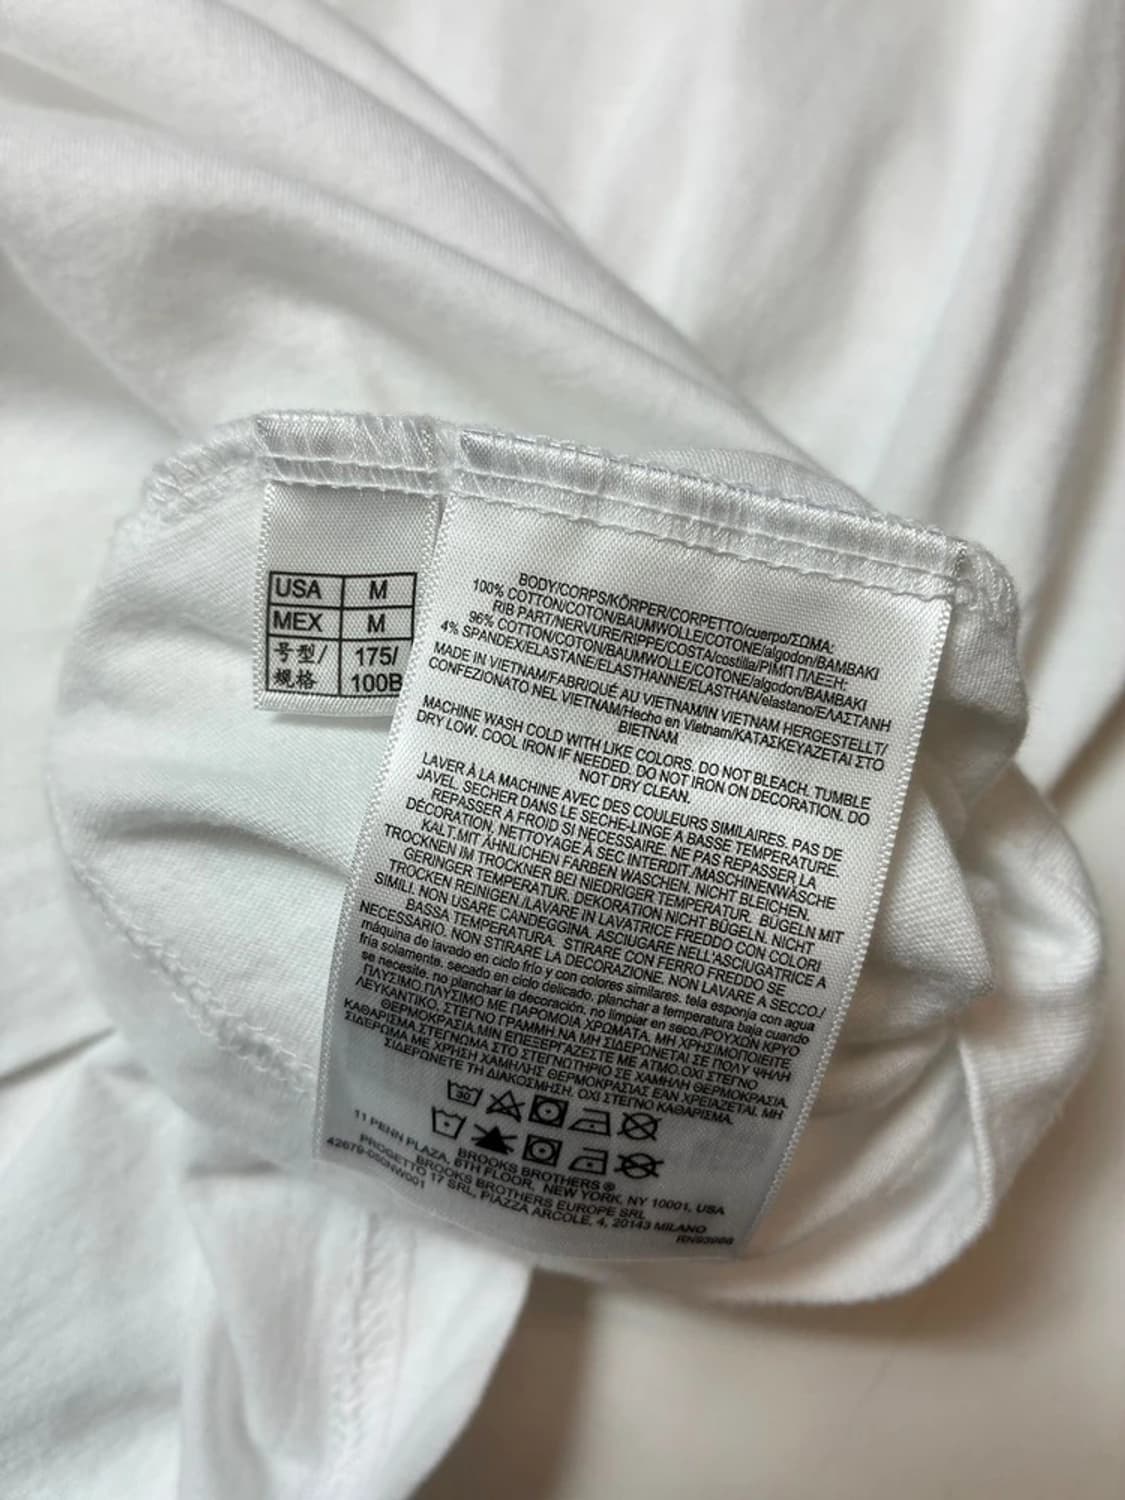 USA M
MEX M
号型/ 175/
规格 100B
BODY/CORPS/KÖRPER/CORPETTO/cuerpo/ΣΩΜΑ:
100% COTTON/COTON/BAUMWOLLE/COTONE/algodon/ΒΑΜΒΑΚΙ
RIB PART/NERVURE/RIPPE/COSTA/costilla/ΡΙΜΠ ΠΛΕΞΗ:
96% COTTON/COTON/BAUMWOLLE/COTONE/algodon/ΒΑΜΒΑΚΙ
4% SPANDEX/ELASTANE/ELASTHANNE/ELASTHAN/elastano/ΕΛΑΣΤΑΝΗ
MADE IN VIETNAM/FABRIQUÉ AU VIETNAM/IN VIETNAM HERGESTELLT/
CONFEZIONATO NEL VIETNAM/Hecho en Vietnam/ΚΑΤΑΣΚΕΥΑΖΕΤΑΙ ΣΤΟ
ΒΙΕΤΝΑΜ
MACHINE WASH COLD WITH LIKE COLORS. DO NOT BLEACH. TUMBLE
DRY LOW. COOL IRON IF NEEDED. DO NOT IRON ON DECORATION. DO
NOT DRY CLEAN.
LAVER À LA MACHINE AVEC DES COULEURS SIMILAIRES. PAS DE
JAVEL. SECHER DANS LE SECHE-LINGE A BASSE TEMPERATURE.
REPASSER A FROID SI NECESSAIRE. NE PAS REPASSER LA
DÉCORATION. NETTOYAGE À SEC INTERDIT./MASCHINENWÄSCHE
KALT.MIT ÄHNLICHEN FARBEN WASCHEN. NICHT BLEICHEN.
TROCKNEN IM TROCKNER BEI NIEDRIGER TEMPERATUR. BÜGELN MIT
GERINGER TEMPERATUR. DEKORATION NICHT BÜGELN. NICHT
TROCKEN REINIGEN./LAVARE IN LAVATRICE FREDDO CON COLORI
SIMILI. NON USARE CANDEGGINA. ASCIUGARE NELL'ASCIUGATRICE A
BASSA TEMPERATURA. STIRARE CON FERRO FREDDO SE
NECESSARIO. NON STIRARE LA DECORAZIONE. NON LAVARE A SECCO./
máquina de lavado en ciclo frío y con colores similares. tela esponja con agua
fría solamente. secado en ciclo delicado. planchar a temperatura baja cuando
se necesite. no planchar la decoración. no limpiar en seco./ΡΟΥΧΩΝ ΚΡΥΟ
ΠΛΥΣΙΜΟ.ΠΛΥΣΙΜΟ ΜΕ ΠΑΡΟΜΟΙΑ ΧΡΩΜΑΤΑ. ΜΗ ΧΡΗΣΙΜΟΠΟΙΕΙΤΕ
ΛΕΥΚΑΝΤΙΚΟ. ΣΤΕΓΝΟ ΓΡΑΜΜΗ.ΝΑ ΜΗ ΣΙΔΕΡΩΝΕΤΑΙ ΣΕ ΠΟΛΥ ΨΗΛΗ
ΘΕΡΜΟΚΡΑΣΙΑ.ΜΙΝ ΕΠΕΞΕΡΓΑΖΕΣΤΕ ΜΕ ΑΤΜΟ.ΟΧΙ ΣΤΕΓΝΟ
ΚΑΘΑΡΙΣΜΑ.ΣΤΕΓΝΩΜΑ ΣΤΟ ΣΤΕΓΝΩΤΗΡΙΟ ΣΕ ΧΑΜΗΛΗ ΘΕΡΜΟΚΡΑΣΙΑ.
ΣΙΔΕΡΩΜΑ ΜΕ ΧΡΗΣΗ ΧΑΜΗΛΗΣ ΘΕΡΜΟΚΡΑΣΙΑΣ ΕΑΝ ΧΡΕΙΑΖΕΤΑΙ. ΜΗ
ΣΙΔΕΡΩΝΕΤΕ ΤΗ ΔΙΑΚΟΣΜΗΣΗ. ΟΧΙ ΣΤΕΓΝΟ ΚΑΘΑΡΙΣΜΑ.
30
BROOKS BROTHERS ®
11 PENN PLAZA, 6TH FLOOR, NEW YORK, NY 10001, USA
BROOKS BROTHERS EUROPE SRL
PROGETTO 17 SRL, PIAZZA ARCOLE, 4, 20143 MILANO